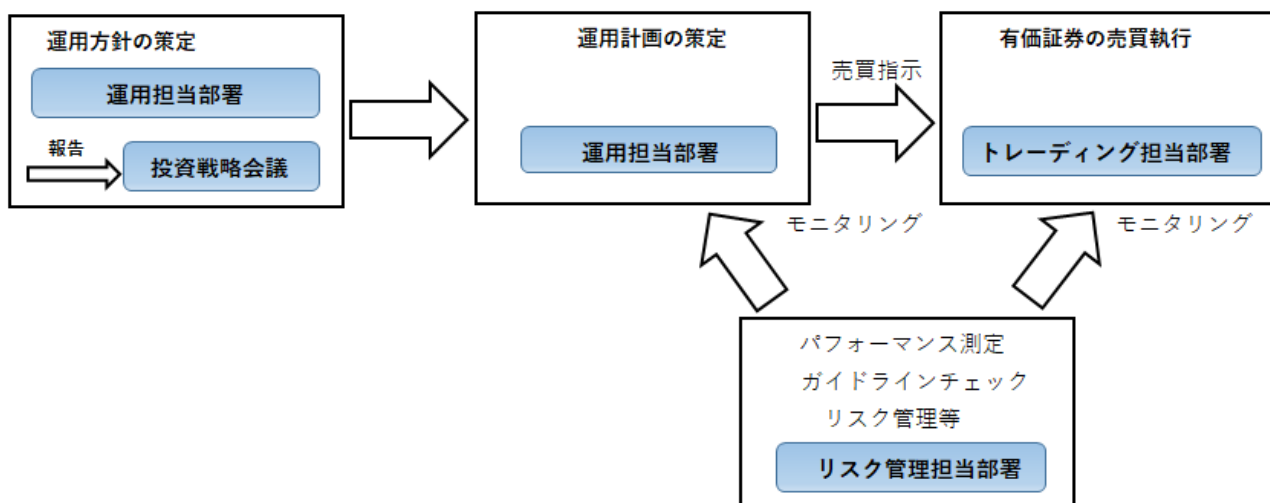 運用方針の策定
運用担当部署
報告
投資戦略会議
運用計画の策定
運用担当部署
売買指示
有価証券の売買執行
トレーディング担当部署
モニタリング
モニタリング
パフォーマンス測定
ガイドラインチェック
リスク管理等
リスク管理担当部署